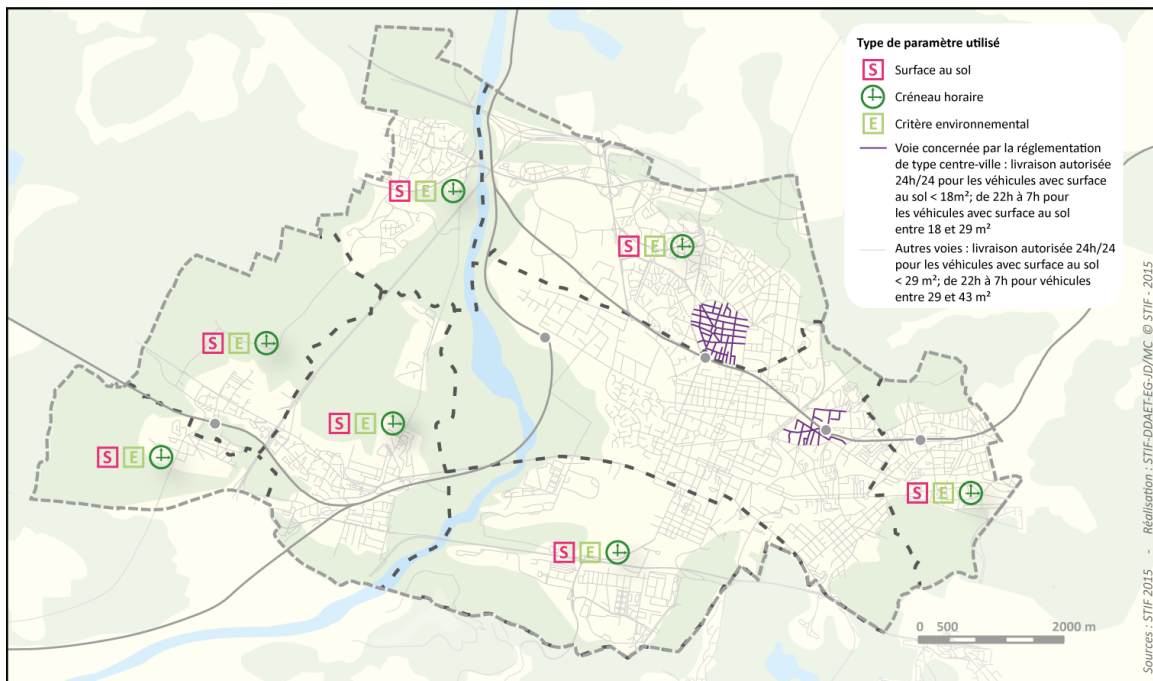 Type de paramètre utilisé
S Surface au sol
Créneau horaire
E Critère environnemental
Voie concernée par la réglementation
de type centre-ville : livraison autorisée
24h/24 pour les véhicules avec surface
au sol < 18m²; de 22h à 7h pour
les véhicules avec surface au sol
entre 18 et 29 m²
Autres voies : livraison autorisée 24h/24
pour les véhicules avec surface au sol
< 29 m²; de 22h à 7h pour véhicules
entre 29 et 43 m²
S E
S E
S E
S E
S E
S E
S E
0 500 2000 m
Sources : STIF 2015 - Réalisation : STIF-DDAET-EG-JD/MC © STIF - 2015